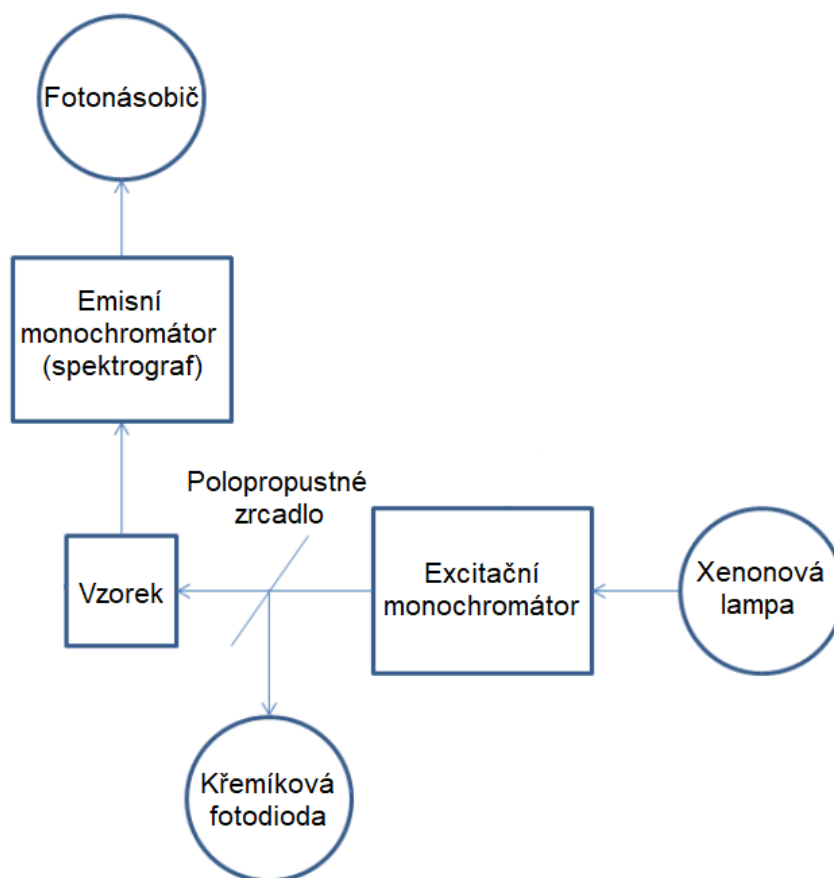 Fotonásobič
Emisní
monochromátor
(spektrograf)
Polopropustné
zrcadlo
Vzorek
Excitační
monochromátor
Xenonová
lampa
Křemíková
fotodioda